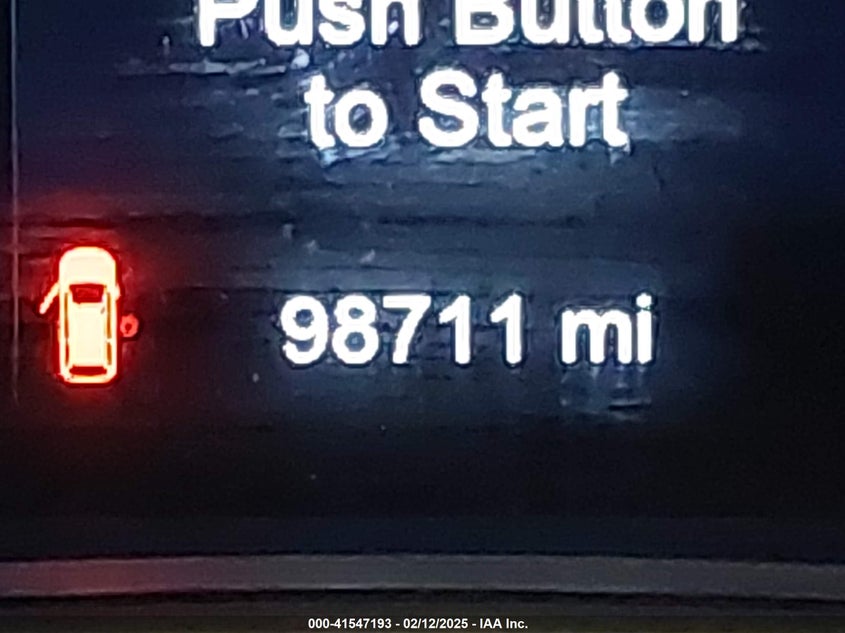 Push Button
to Start
98711 mi
000-41547193 - 02/12/2025 - IAA Inc.